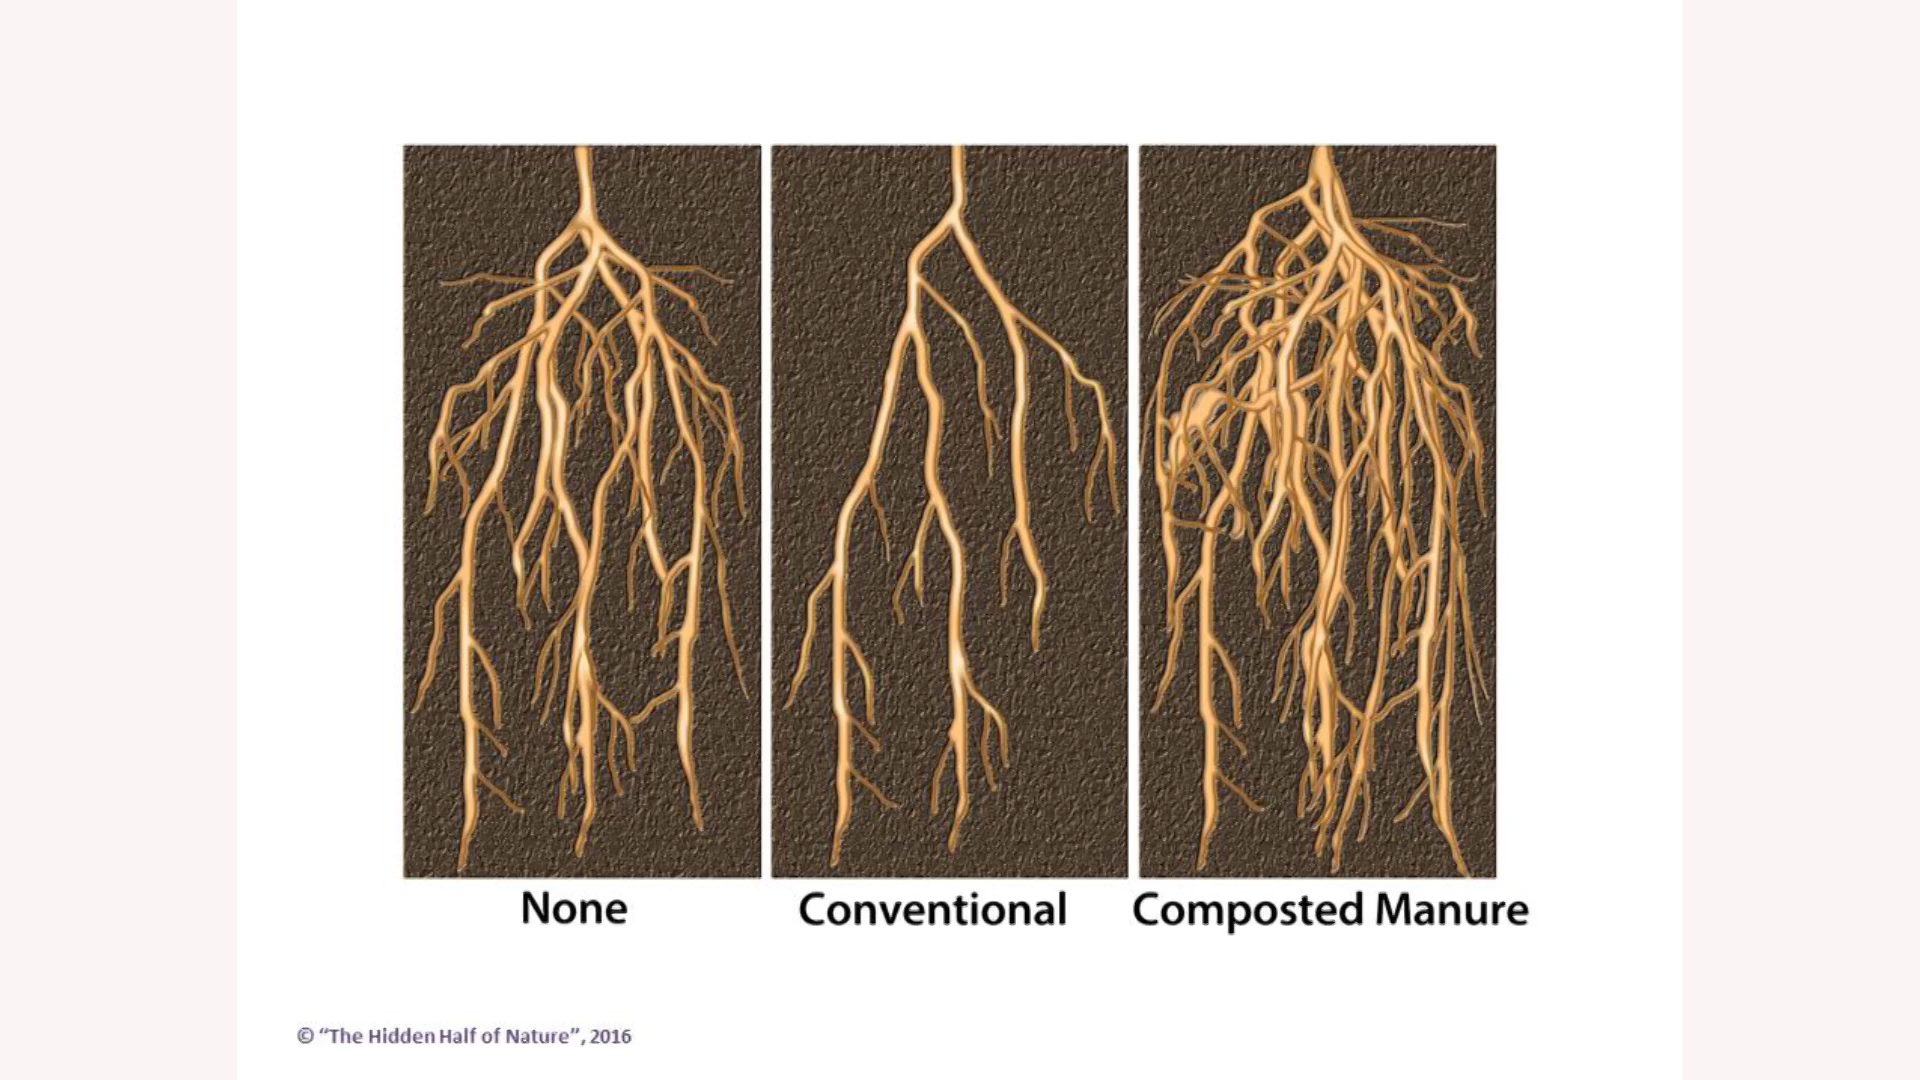 None
Conventional
Composted Manure
© “The Hidden Half of Nature”, 2016